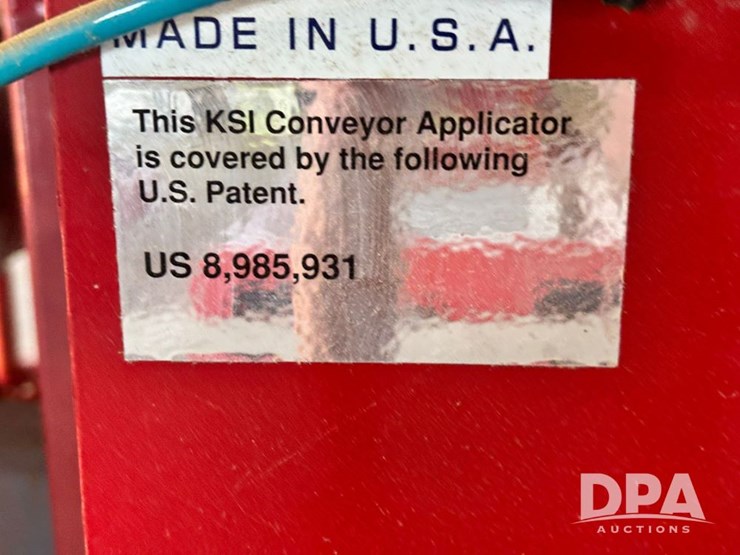 MADE IN U.S.A.
This KSI Conveyor Applicator
is covered by the following
U.S. Patent.
US 8,985,931
DPA
AUCTIONS